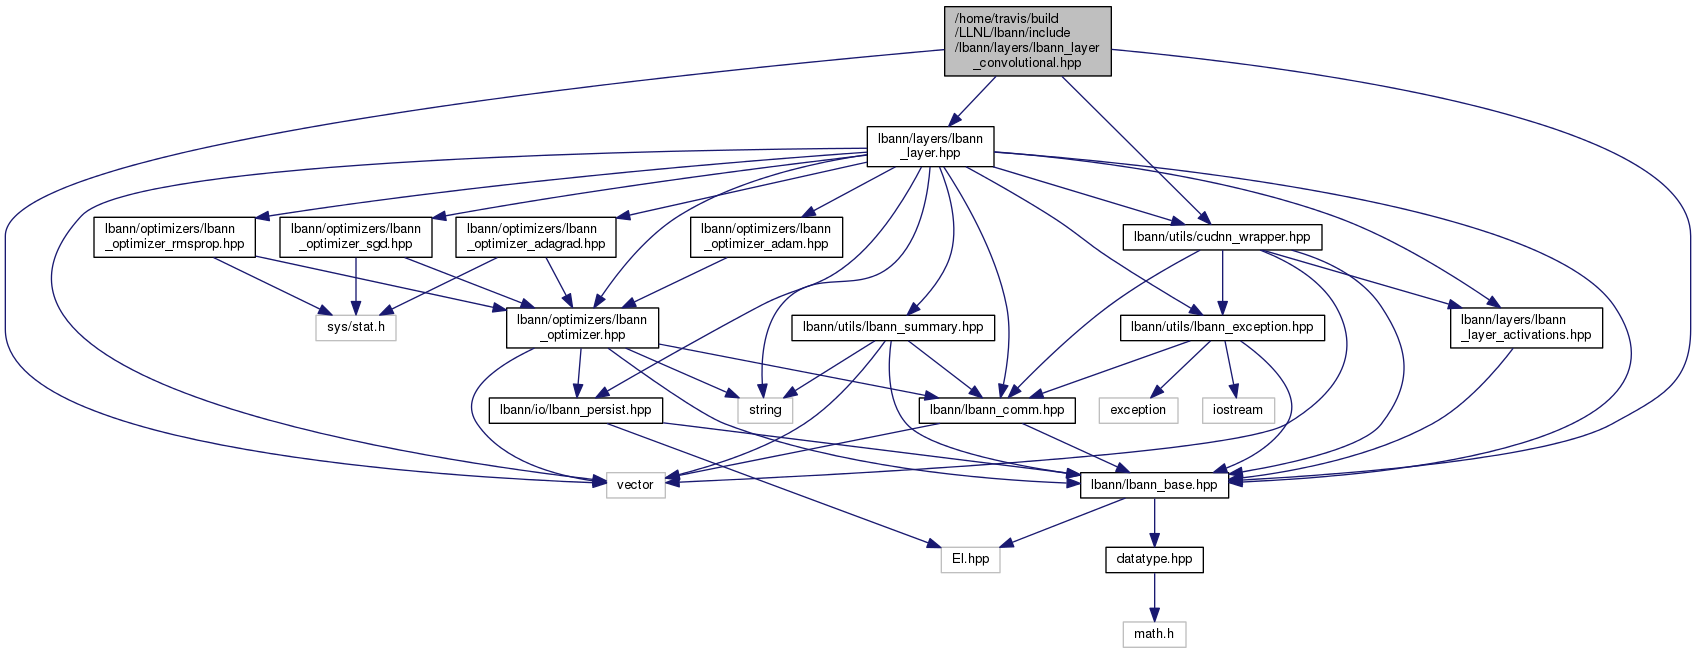 /home/travis/build
/LLNL/lbann/include
/lbann/layers/lbann_layer
_convolutional.hpp
lbann/layers/lbann
_layer.hpp
lbann/optimizers/lbann
_optimizer_rmsprop.hpp
lbann/optimizers/lbann
_optimizer_sgd.hpp
lbann/optimizers/lbann
_optimizer_adagrad.hpp
lbann/optimizers/lbann
_optimizer_adam.hpp
lbann/utils/cudnn_wrapper.hpp
sys/stat.h
lbann/optimizers/lbann
_optimizer.hpp
lbann/utils/lbann_summary.hpp
lbann/utils/lbann_exception.hpp
lbann/layers/lbann
_layer_activations.hpp
lbann/io/lbann_persist.hpp
string
lbann/lbann_comm.hpp
exception
iostream
vector
lbann/lbann_base.hpp
El.hpp
datatype.hpp
math.h